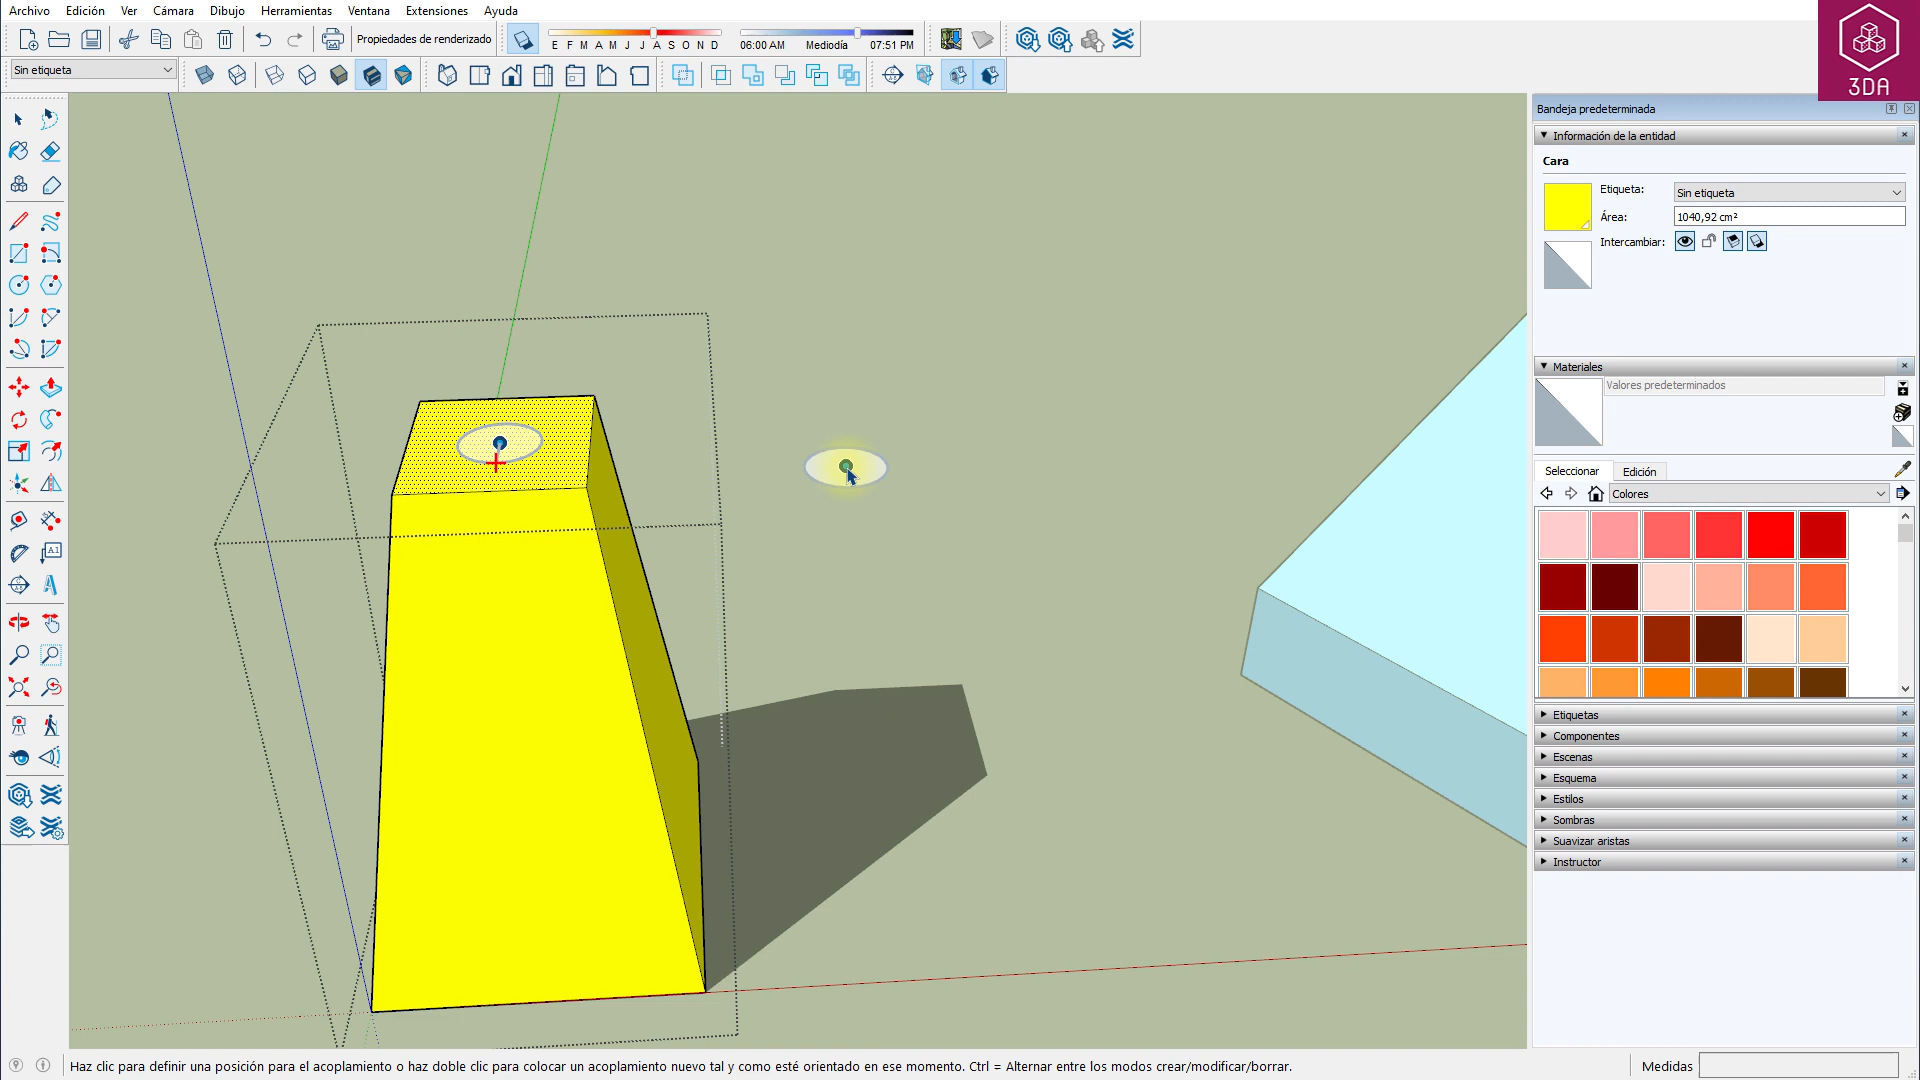 Archivo Edición Ver Cámara Dibujo Herramientas Ventana Extensiones Ayuda
Propiedades de renderizado
E F M A M J J A S O N D
06:00 AM Mediodía 07:51 PM
3DA
Sin etiqueta
Bandeja predeterminada
Información de la entidad
Cara
Etiqueta: Sin etiqueta
Área: 1040,92 cm²
Intercambiar:
Materiales
Valores predeterminados
Seleccionar Edición
Colores
A1
Etiquetas
Componentes
Escenas
Esquema
Estilos
Sombras
Suavizar aristas
Instructor
Haz clic para definir una posición para el acoplamiento o haz doble clic para colocar un acoplamiento nuevo tal y como esté orientado en ese momento. Ctrl = Alternar entre los modos crear/modificar/borrar.
Medidas